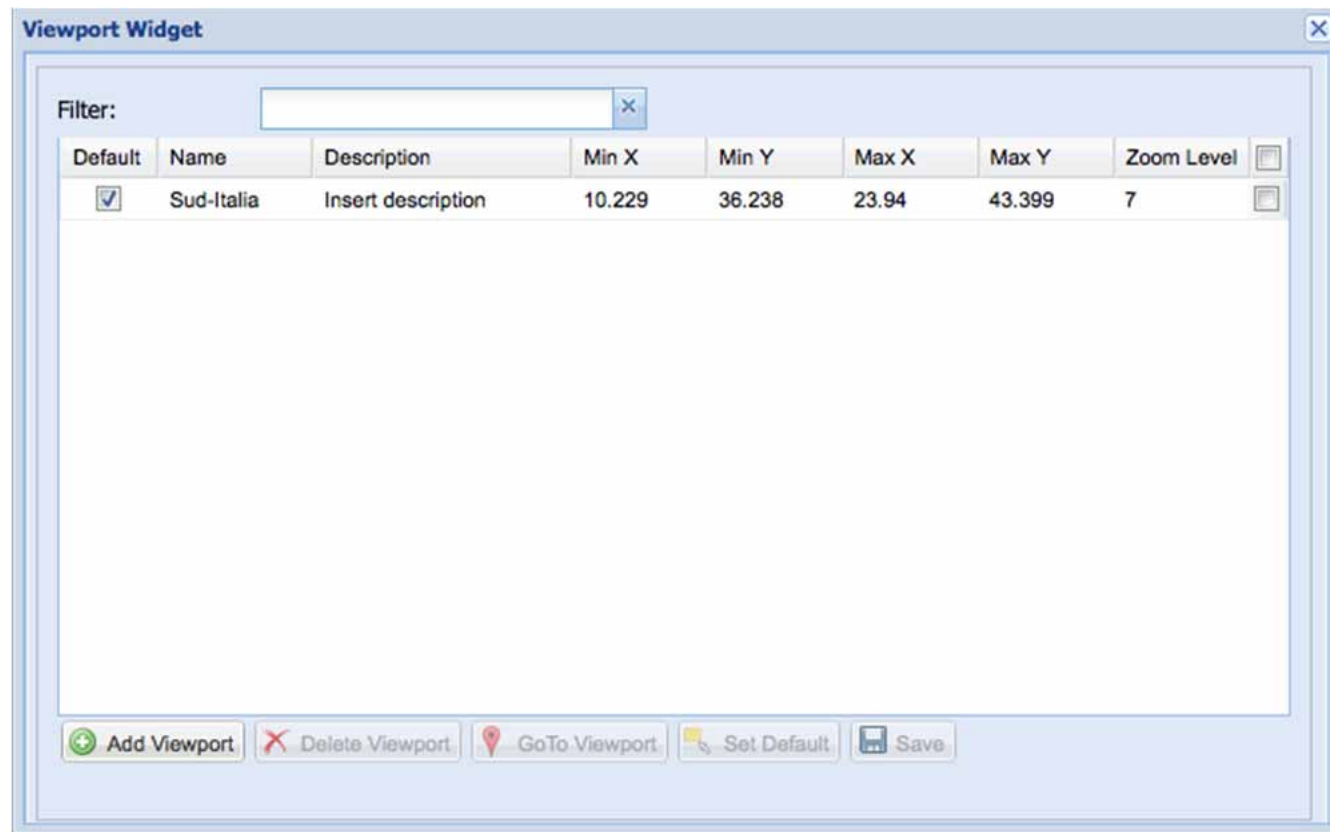 Viewport Widget
Filter:
Default Name Description Min X Min Y Max X Max Y Zoom Level
Sud-Italia Insert description 10.229 36.238 23.94 43.399 7
Add Viewport Delete Viewport GoTo Viewport Set Default Save